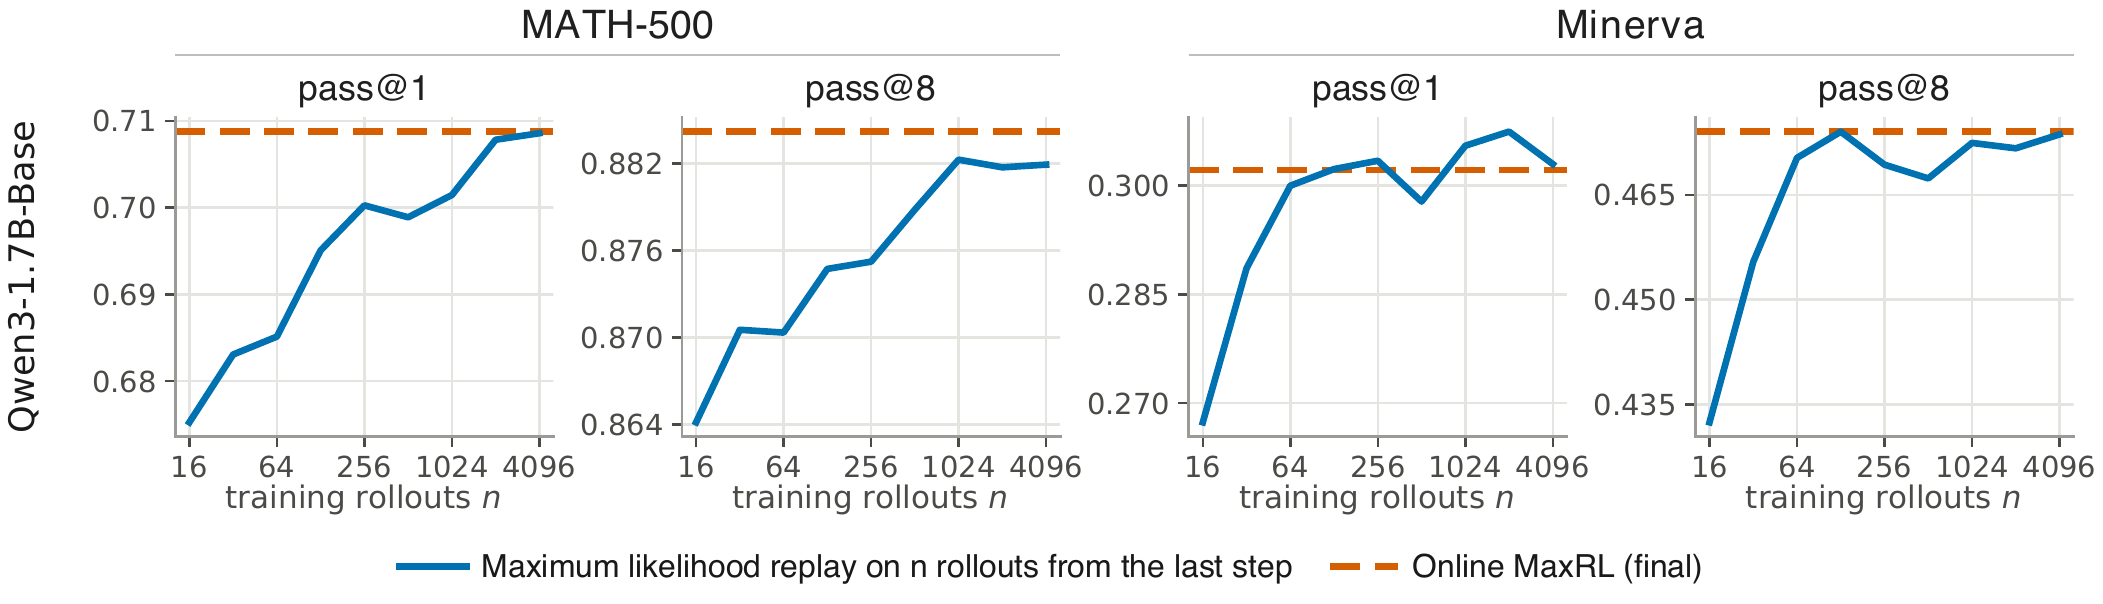 MATH-500
Minerva
pass@1
pass@8
pass@1
pass@8
Qwen3-1.7B-Base
0.71
0.70
0.69
0.68
16 64 256 1024 4096
training rollouts n
0.882
0.876
0.870
0.864
16 64 256 1024 4096
training rollouts n
0.300
0.285
0.270
16 64 256 1024 4096
training rollouts n
0.465
0.450
0.435
16 64 256 1024 4096
training rollouts n
Maximum likelihood replay on n rollouts from the last step
Online MaxRL (final)